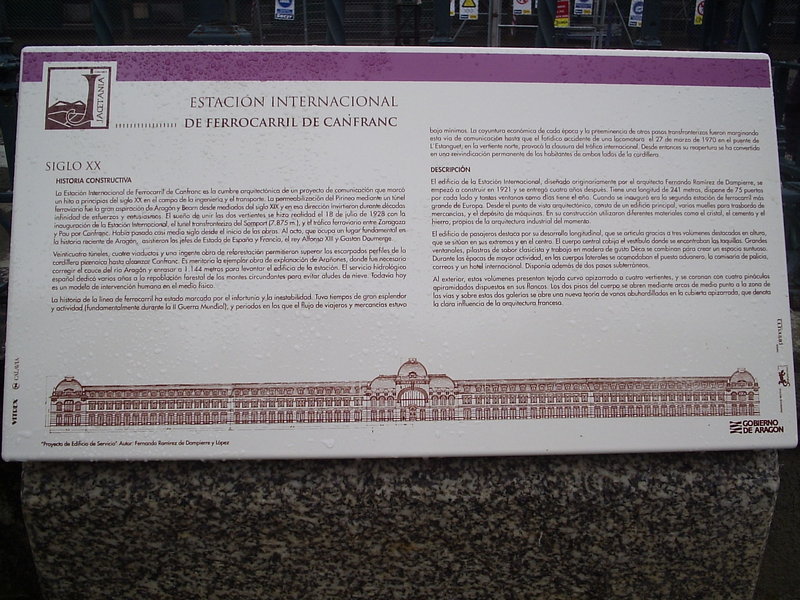 JACETANIA
ESTACIÓN INTERNACIONAL
DE FERROCARRIL DE CANFRANC
SIGLO XX
HISTORIA CONSTRUCTIVA
La Estación Internacional de Ferrocarril de Canfranc es la cumbre arquitectónica de un proyecto de comunicación que marcó
un hito a principios del siglo XX en el campo de la ingeniería y el transporte. La permeabilización del Pirineo mediante un túnel
ferroviario fue la gran aspiración de Aragón y Bearn desde mediados del siglo XIX y en esa dirección invirtieron durante décadas
infinidad de esfuerzos y entusiasmos. El sueño de unir las dos vertientes se hizo realidad el 18 de julio de 1928 con la
inauguración de la Estación Internacional, el tunel transfronterizo del Somport (7.875 m.), y el tráfico ferroviario entre Zaragoza
y Pau por Canfranc. Había pasado casi medio siglo desde el inicio de las obras. Al acto, que ocupa un lugar fundamental en
la historia reciente de Aragón, asistieron los jefes de Estado de España y Francia, el rey Alfonso XIII y Gaston Doumerge.
Veinticuatro túneles, cuatro viaductos y una ingente obra de reforestación permitieron superar los escarpados perfiles de la
cordillera pirenaica hasta alcanzar Canfranc. Es meritoria la ejemplar obra de explanación de Arañones, donde fue necesario
corregir el cauce del río Aragón y enrasar a 1.144 metros para levantar el edificio de la estación. El servicio hidrológico
español dedicó varios años a la repoblación forestal de los montes circundantes para evitar aludes de nieve. Todavía hoy
es un modelo de intervención humana en el medio físico.
La historia de la línea de ferrocarril ha estado marcada por el infortunio y la inestabilidad. Tuvo tiempos de gran esplendor
y actividad (fundamentalmente durante la II Guerra Mundial), y periodos en los que el flujo de viajeros y mercancías estuvo
bajo mínimos. La coyuntura económica de cada época y la preeminencia de otros pasos transfronterizos fueron marginando
esta vía de comunicación hasta que el fatídico accidente de una locomotora el 27 de marzo de 1970 en el puente de
L'Estanguet, en la vertiente norte, provocó la clausura del tráfico internacional. Desde entonces su reapertura se ha convertido
en una reivindicación permanente de los habitantes de ambos lados de la cordillera.
DESCRIPCIÓN
El edificio de la Estación Internacional, diseñado originariamente por el arquitecto Fernando Ramírez de Dampierre, se
empezó a construir en 1921 y se entregó cuatro años después. Tiene una longitud de 241 metros, dispone de 75 puertas
por cada lado y tantas ventanas como días tiene el año. Cuando se inauguró era la segunda estación de ferrocarril más
grande de Europa. Desde el punto de vista arquitectónico, consta de un edificio principal, varios muelles para trasbordo de
mercancías, y el depósito de máquinas. En su construcción utilizaron diferentes materiales como el cristal, el cemento y el
hierro, propios de la arquitectura industrial del momento.
El edificio de pasajeros destaca por su desarrollo longitudinal, que se articula gracias a tres volúmenes destacados en altura,
que se sitúan en sus extremos y en el centro. El cuerpo central cobija el vestíbulo donde se encontraban las taquillas. Grandes
ventanales, pilastras de sabor clasicista y trabajo en madera de gusto Déco se combinan para crear un espacio suntuoso.
Durante las épocas de mayor actividad, en los cuerpos laterales se acomodaban el puesto aduanero, la comisaría de policía,
correos y un hotel internacional. Disponía además de dos pasos subterráneos.
Al exterior, estos volúmenes presentan tejado curvo apizarrado a cuatro vertientes, y se coronan con cuatro pináculos
apiramidados dispuestos en sus flancos. Los dos pisos del cuerpo se abren mediante arcos de medio punto a la zona de
las vías y sobre estas dos galerías se abre una nueva teoría de vanos abuhardillados en la cubierta apizarrada, que denota
la clara influencia de la arquitectura francesa.
"Proyecto de Edificio de Servicio". Autor: Fernando Ramírez de Dampierre y López
GOBIERNO
DE ARAGON